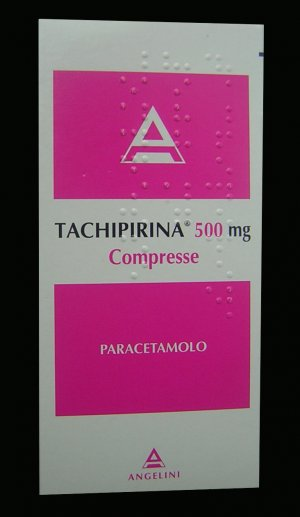 TACHIPIRINA® 500 mg
Compresse
PARACETAMOLO
ANGELINI